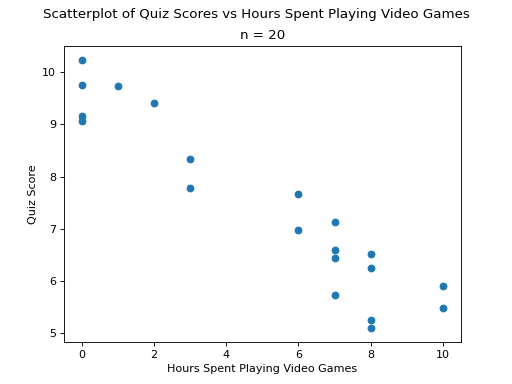 Scatterplot of Quiz Scores vs Hours Spent Playing Video Games
n = 20
10
9
8
7
6
5
Quiz Score
0 2 4 6 8 10
Hours Spent Playing Video Games